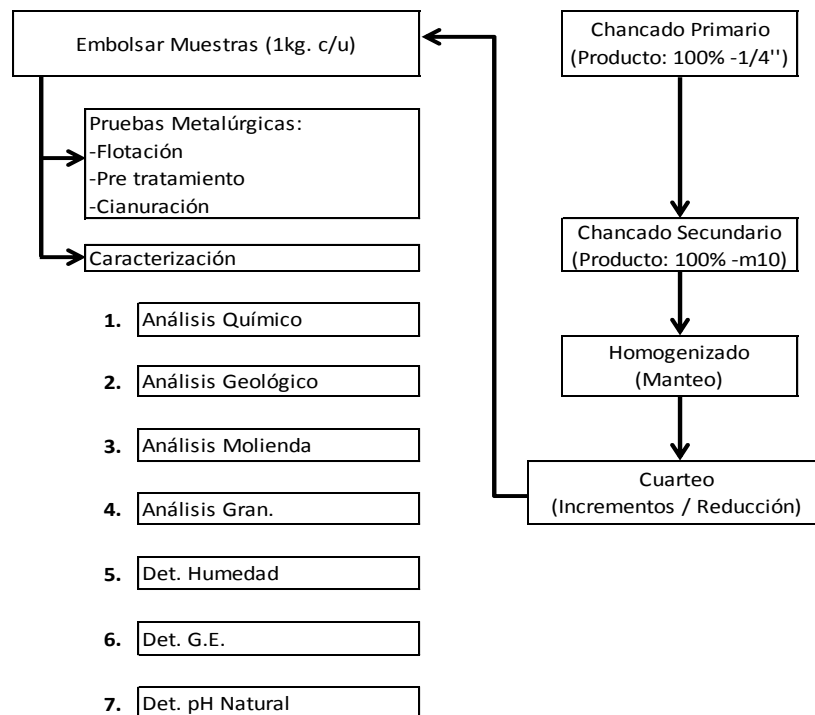 Embolsar Muestras (1kg. c/u)
Pruebas Metalúrgicas:
-Flotación
-Pre tratamiento
-Cianuración
Caracterización
1. Análisis Químico
2. Análisis Geológico
3. Análisis Molienda
4. Análisis Gran.
5. Det. Humedad
6. Det. G.E.
7. Det. pH Natural
Chancado Primario
(Producto: 100% -1/4'')
Chancado Secundario
(Producto: 100% -m10)
Homogenizado
(Manteo)
Cuarteo
(Incrementos / Reducción)